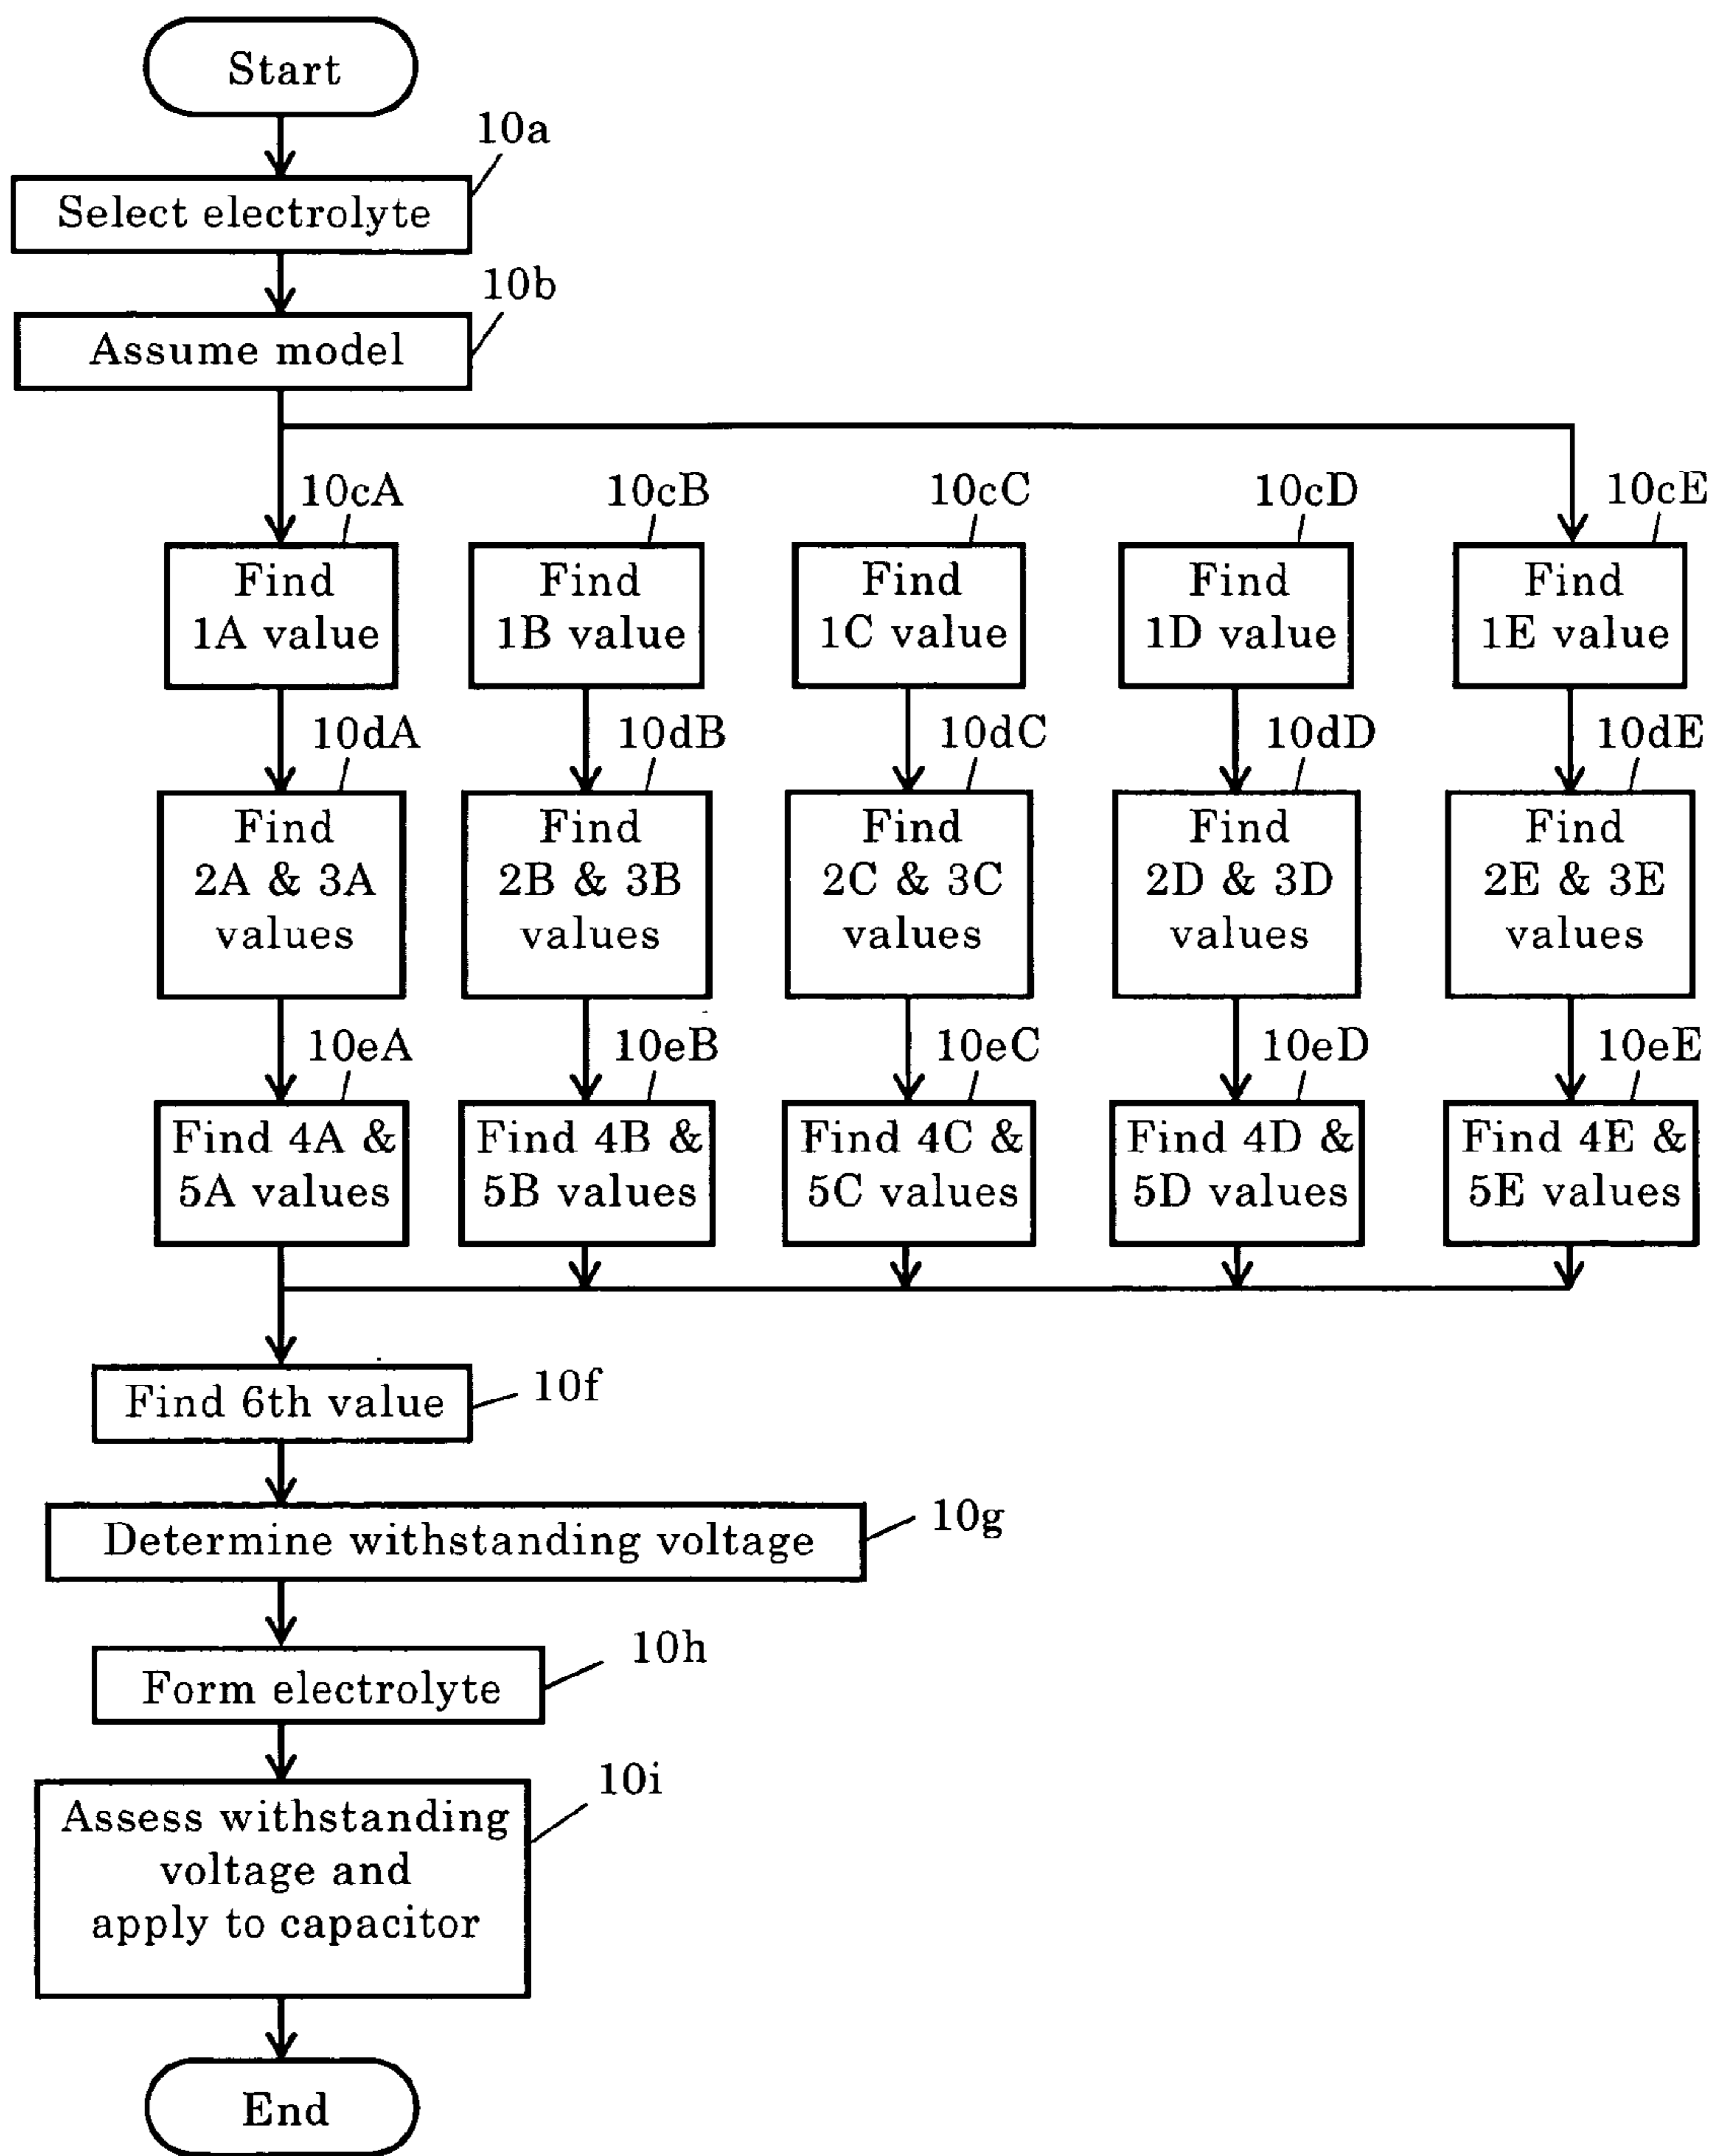 Start
10a
Select electrolyte
10b
Assume model
10cA
10cB
10cC
10cD
10cE
Find
1A value
Find
1B value
Find
1C value
Find
1D value
Find
1E value
10dA
10dB
10dC
10dD
10dE
Find
2A & 3A
values
Find
2B & 3B
values
Find
2C & 3C
values
Find
2D & 3D
values
Find
2E & 3E
values
10eA
10eB
10eC
10eD
10eE
Find 4A &
5A values
Find 4B &
5B values
Find 4C &
5C values
Find 4D &
5D values
Find 4E &
5E values
Find 6th value
10f
Determine withstanding voltage
10g
Form electrolyte
10h
10i
Assess withstanding
voltage and
apply to capacitor
End